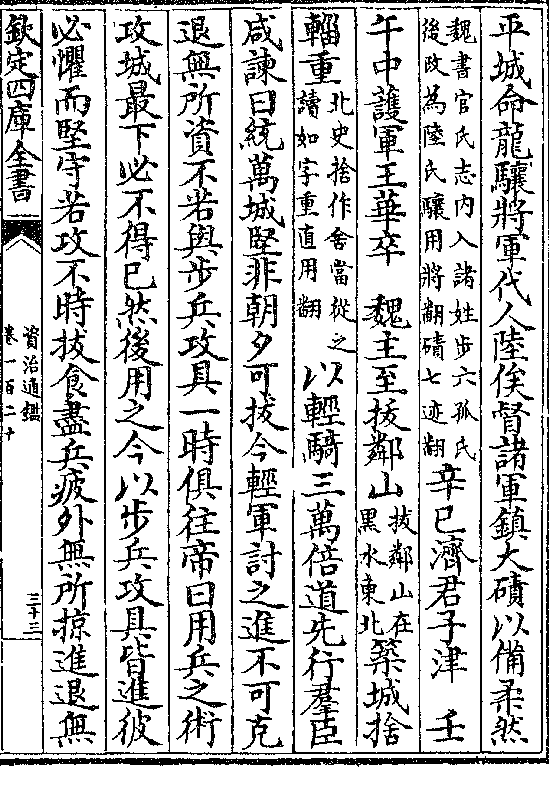 平城命龍驤將軍代人陸俟督諸軍鎮大磧以備柔然
魏書官氏志内入諸姓步六孤氏
後改為陸氏驤用將翻磧七迹翻
辛巳濟君子津　壬
午中䕶軍王華卒　魏主至拔鄰山
拔鄰山在
黑水東北
築城捨
輜重
北史捨作舍當從之
讀如字重直用翻
以輕騎三萬倍道先行羣臣
咸諫曰統萬城堅非朝夕可拔今輕軍討之進不可克
退無所資不若與步兵攻具一時俱往帝曰用兵之術
攻城最下必不得已然後用之今以步兵攻具皆進彼
必懼而堅守若攻不時拔食盡兵疲外無所掠進退無
欽定四庫全書
資治通鑑
卷一百二十
三十三